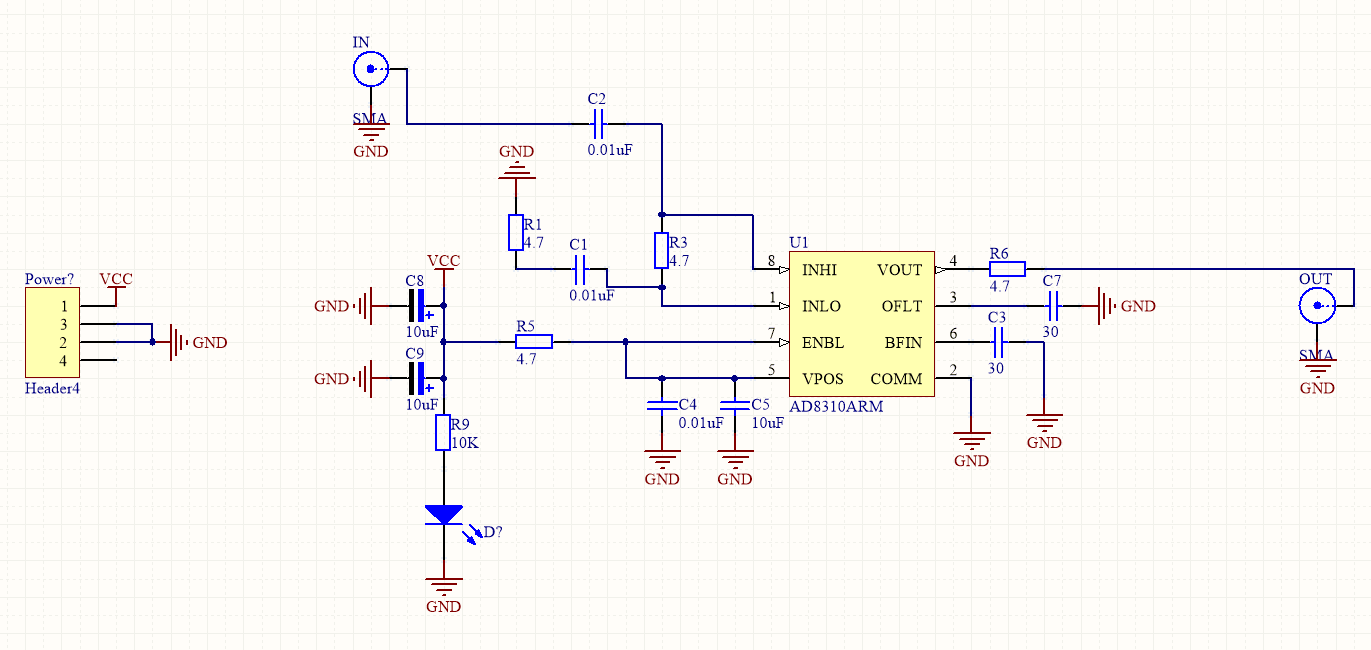 IN
SMA
GND
C2
0.01uF
GND
R1
4.7
C1
0.01uF
R3
4.7
U1
8 INHI VOUT 4
1 INLO OFLT 3
7 ENBL BFIN 6
5 VPOS COMM 2
AD8310ARM
R6
4.7
C7
30
GND
C3
30
GND
GND
OUT
SMA
GND
Power?
VCC
1
3
2
4
GND
Header4
VCC
C8
GND
10uF
R5
4.7
C9
GND
10uF
R9
10K
C4
0.01uF
GND
C5
10uF
GND
D?
GND